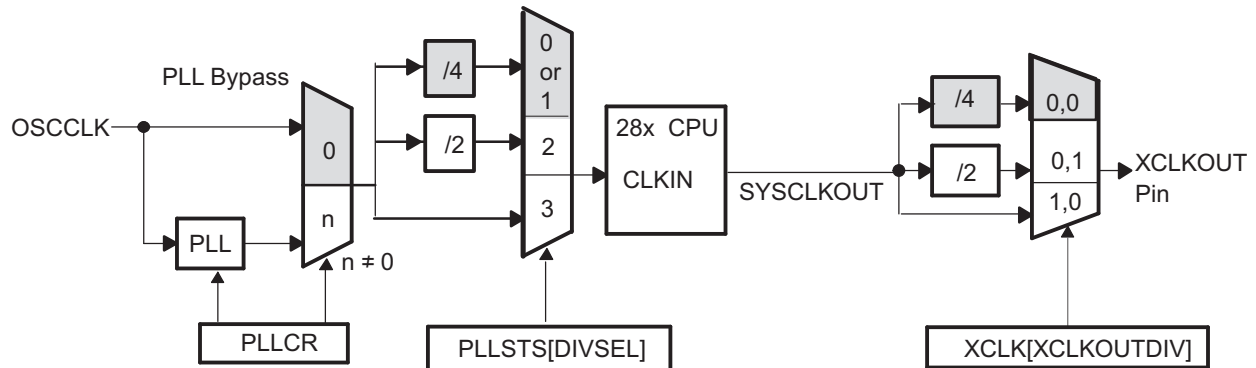 PLL Bypass
OSCCLK
0
n
PLL
n ≠ 0
PLLCR
/4
/2
0
or
1
2
3
PLLSTS[DIVSEL]
28x CPU
CLKIN
SYSCLKOUT
/4
/2
0,0
0,1
1,0
XCLKOUT
Pin
XCLK[XCLKOUTDIV]